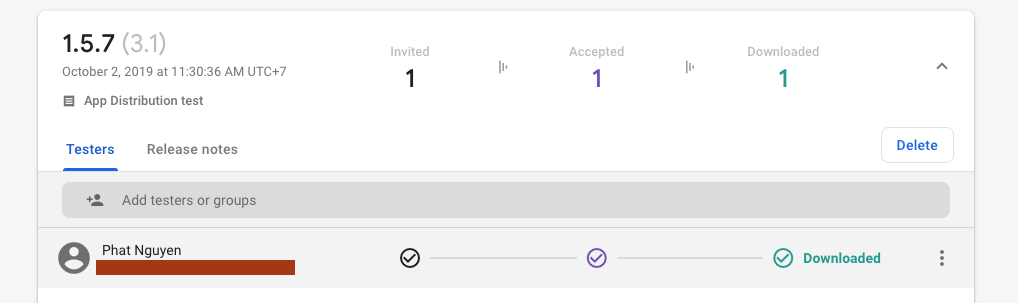 1.5.7 (3.1)
October 2, 2019 at 11:30:36 AM UTC+7
App Distribution test
Invited
1
Accepted
1
Downloaded
1
Testers
Release notes
Delete
Add testers or groups
Phat Nguyen
Downloaded